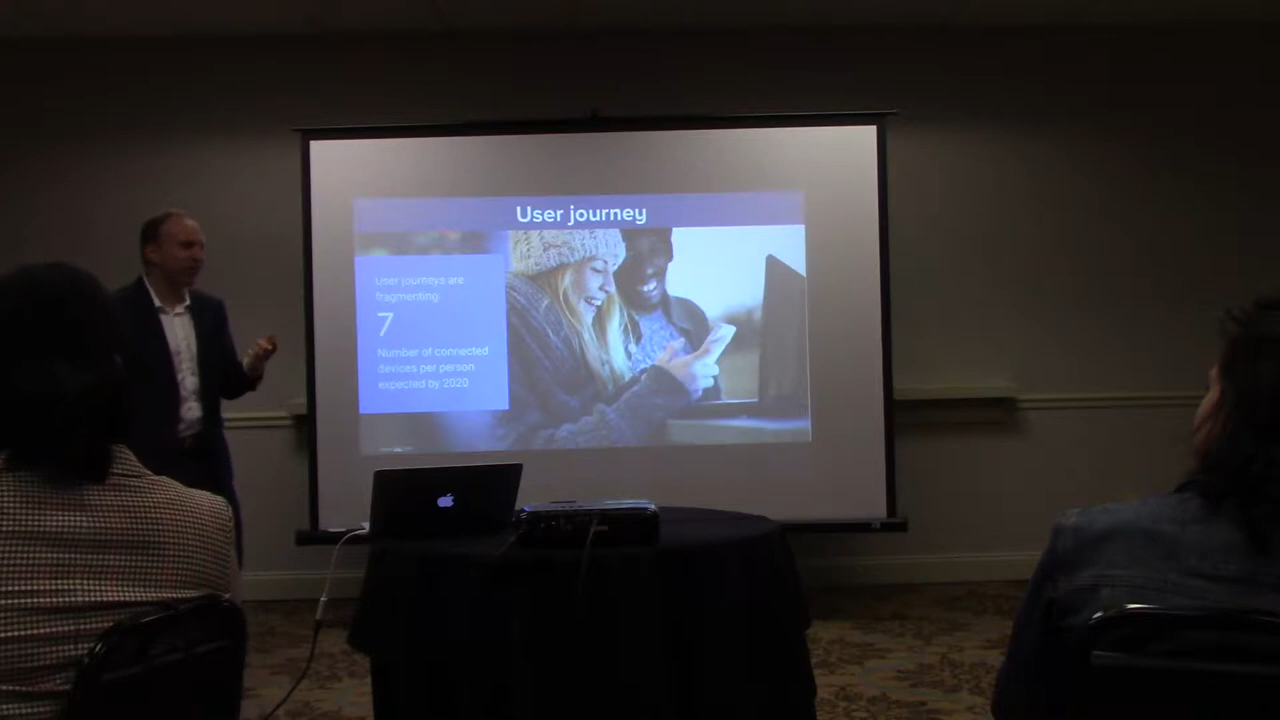 User journey
User journeys are
fragmenting:
7
Number of connected
devices per person
expected by 2020